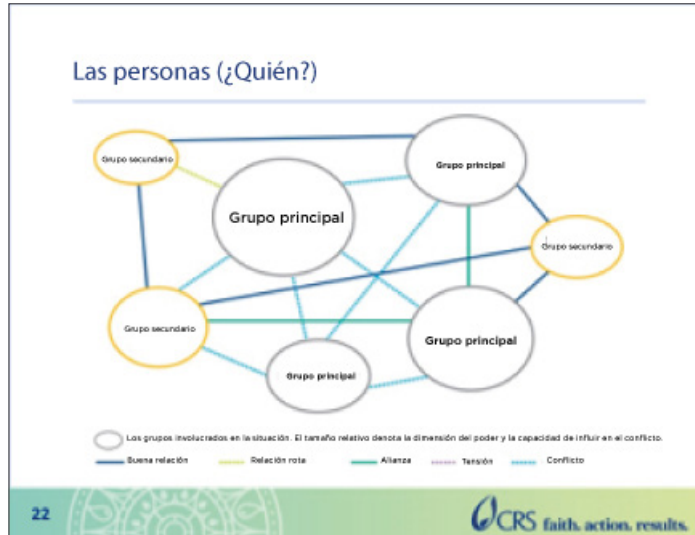 Las personas (¿Quién?)
Grupo secundario
Grupo principal
Grupo principal
Grupo secundario
Grupo secundario
Grupo principal
Grupo principal
Los grupos involucrados en la situación. El tamaño relativo denota la dimensión del poder y la capacidad de influir en el conflicto.
Buena relación
Relación rota
Alianza
Tensión
Conflicto
22
CRS faith. action. results.